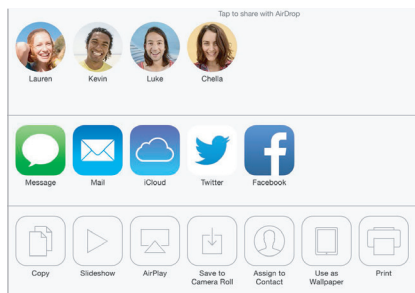 Tap to share with AirDrop
Lauren Kevin Luke Chella
Message Mail iCloud Twitter Facebook
Copy Slideshow AirPlay Save to Camera Roll Assign to Contact Use as Wallpaper Print